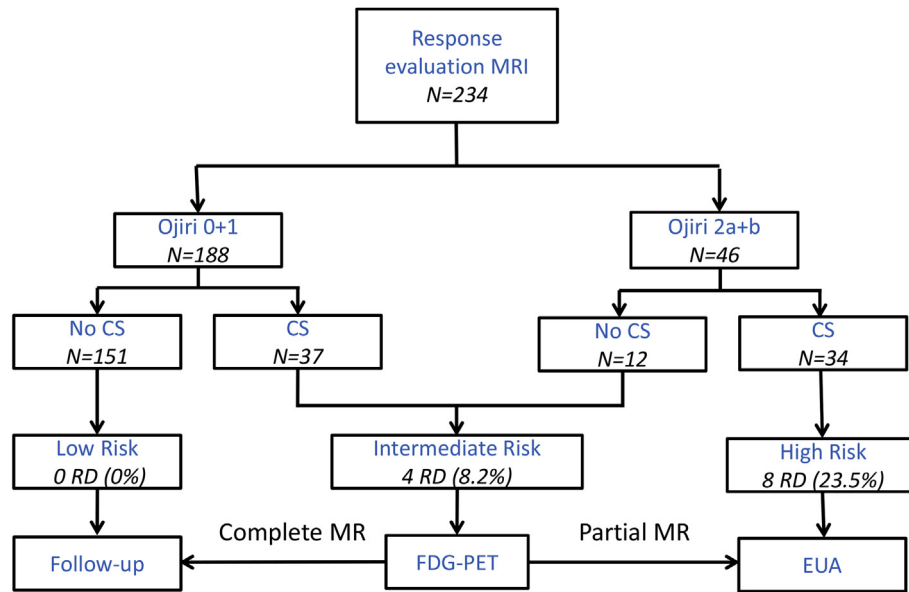 Response
evaluation MRI
N=234
Ojiri 0+1
N=188
Ojiri 2a+b
N=46
No CS
N=151
CS
N=37
No CS
N=12
CS
N=34
Low Risk
0 RD (0%)
Intermediate Risk
4 RD (8.2%)
High Risk
8 RD (23.5%)
Follow-up
Complete MR
FDG-PET
Partial MR
EUA